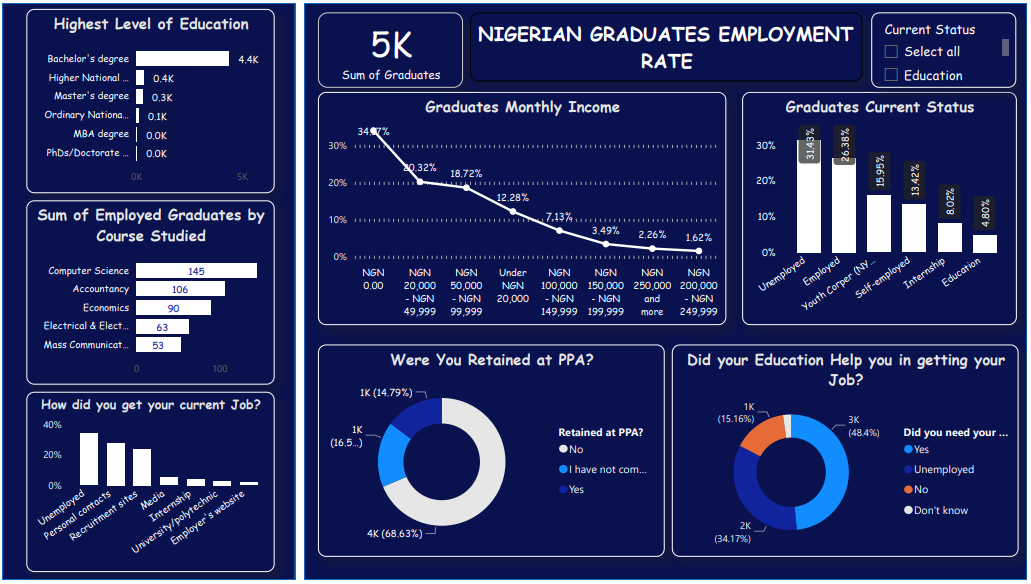 Highest Level of Education
Bachelor's degree 4.4K
Higher National ... 0.4K
Master's degree 0.3K
Ordinary Nationa... 0.1K
MBA degree 0.0K
PhDs/Doctorate ... 0.0K
0K 5K
Sum of Employed Graduates by
Course Studied
Computer Science 145
Accountancy 106
Economics 90
Electrical & Elect... 63
Mass Communicat... 53
0 100
How did you get your current Job?
40%
20%
0%
Unemployed
Personal contacts
Recruitment sites
Media
Internship
University/polytechnic
Employer's website
5K
Sum of Graduates
NIGERIAN GRADUATES EMPLOYMENT
RATE
Current Status
Select all
Education
Graduates Monthly Income
30%
20%
10%
0%
20.32%
18.72%
12.28%
7.13%
3.49%
2.26%
1.62%
NGN
0.00
NGN
20,000
- NGN
49,999
NGN
50,000
- NGN
99,999
Under
NGN
20,000
NGN
100,000
- NGN
149,999
NGN
150,000
- NGN
199,999
NGN
250,000
and
more
NGN
200,000
- NGN
249,999
Graduates Current Status
30%
20%
10%
0%
31.43%
26.38%
15.95%
13.42%
8.02%
4.80%
Unemployed
Employed
Youth Corper (Ny...
Self-employed
Internship
Education
Were You Retained at PPA?
1K (14.79%)
1K
(16.5...)
4K (68.63%)
Retained at PPA?
No
I have not com...
Yes
Did your Education Help you in getting your
Job?
1K
(15.16%)
3K
(48.4%)
2K
(34.17%)
Did you need your ...
Yes
Unemployed
No
Don't know